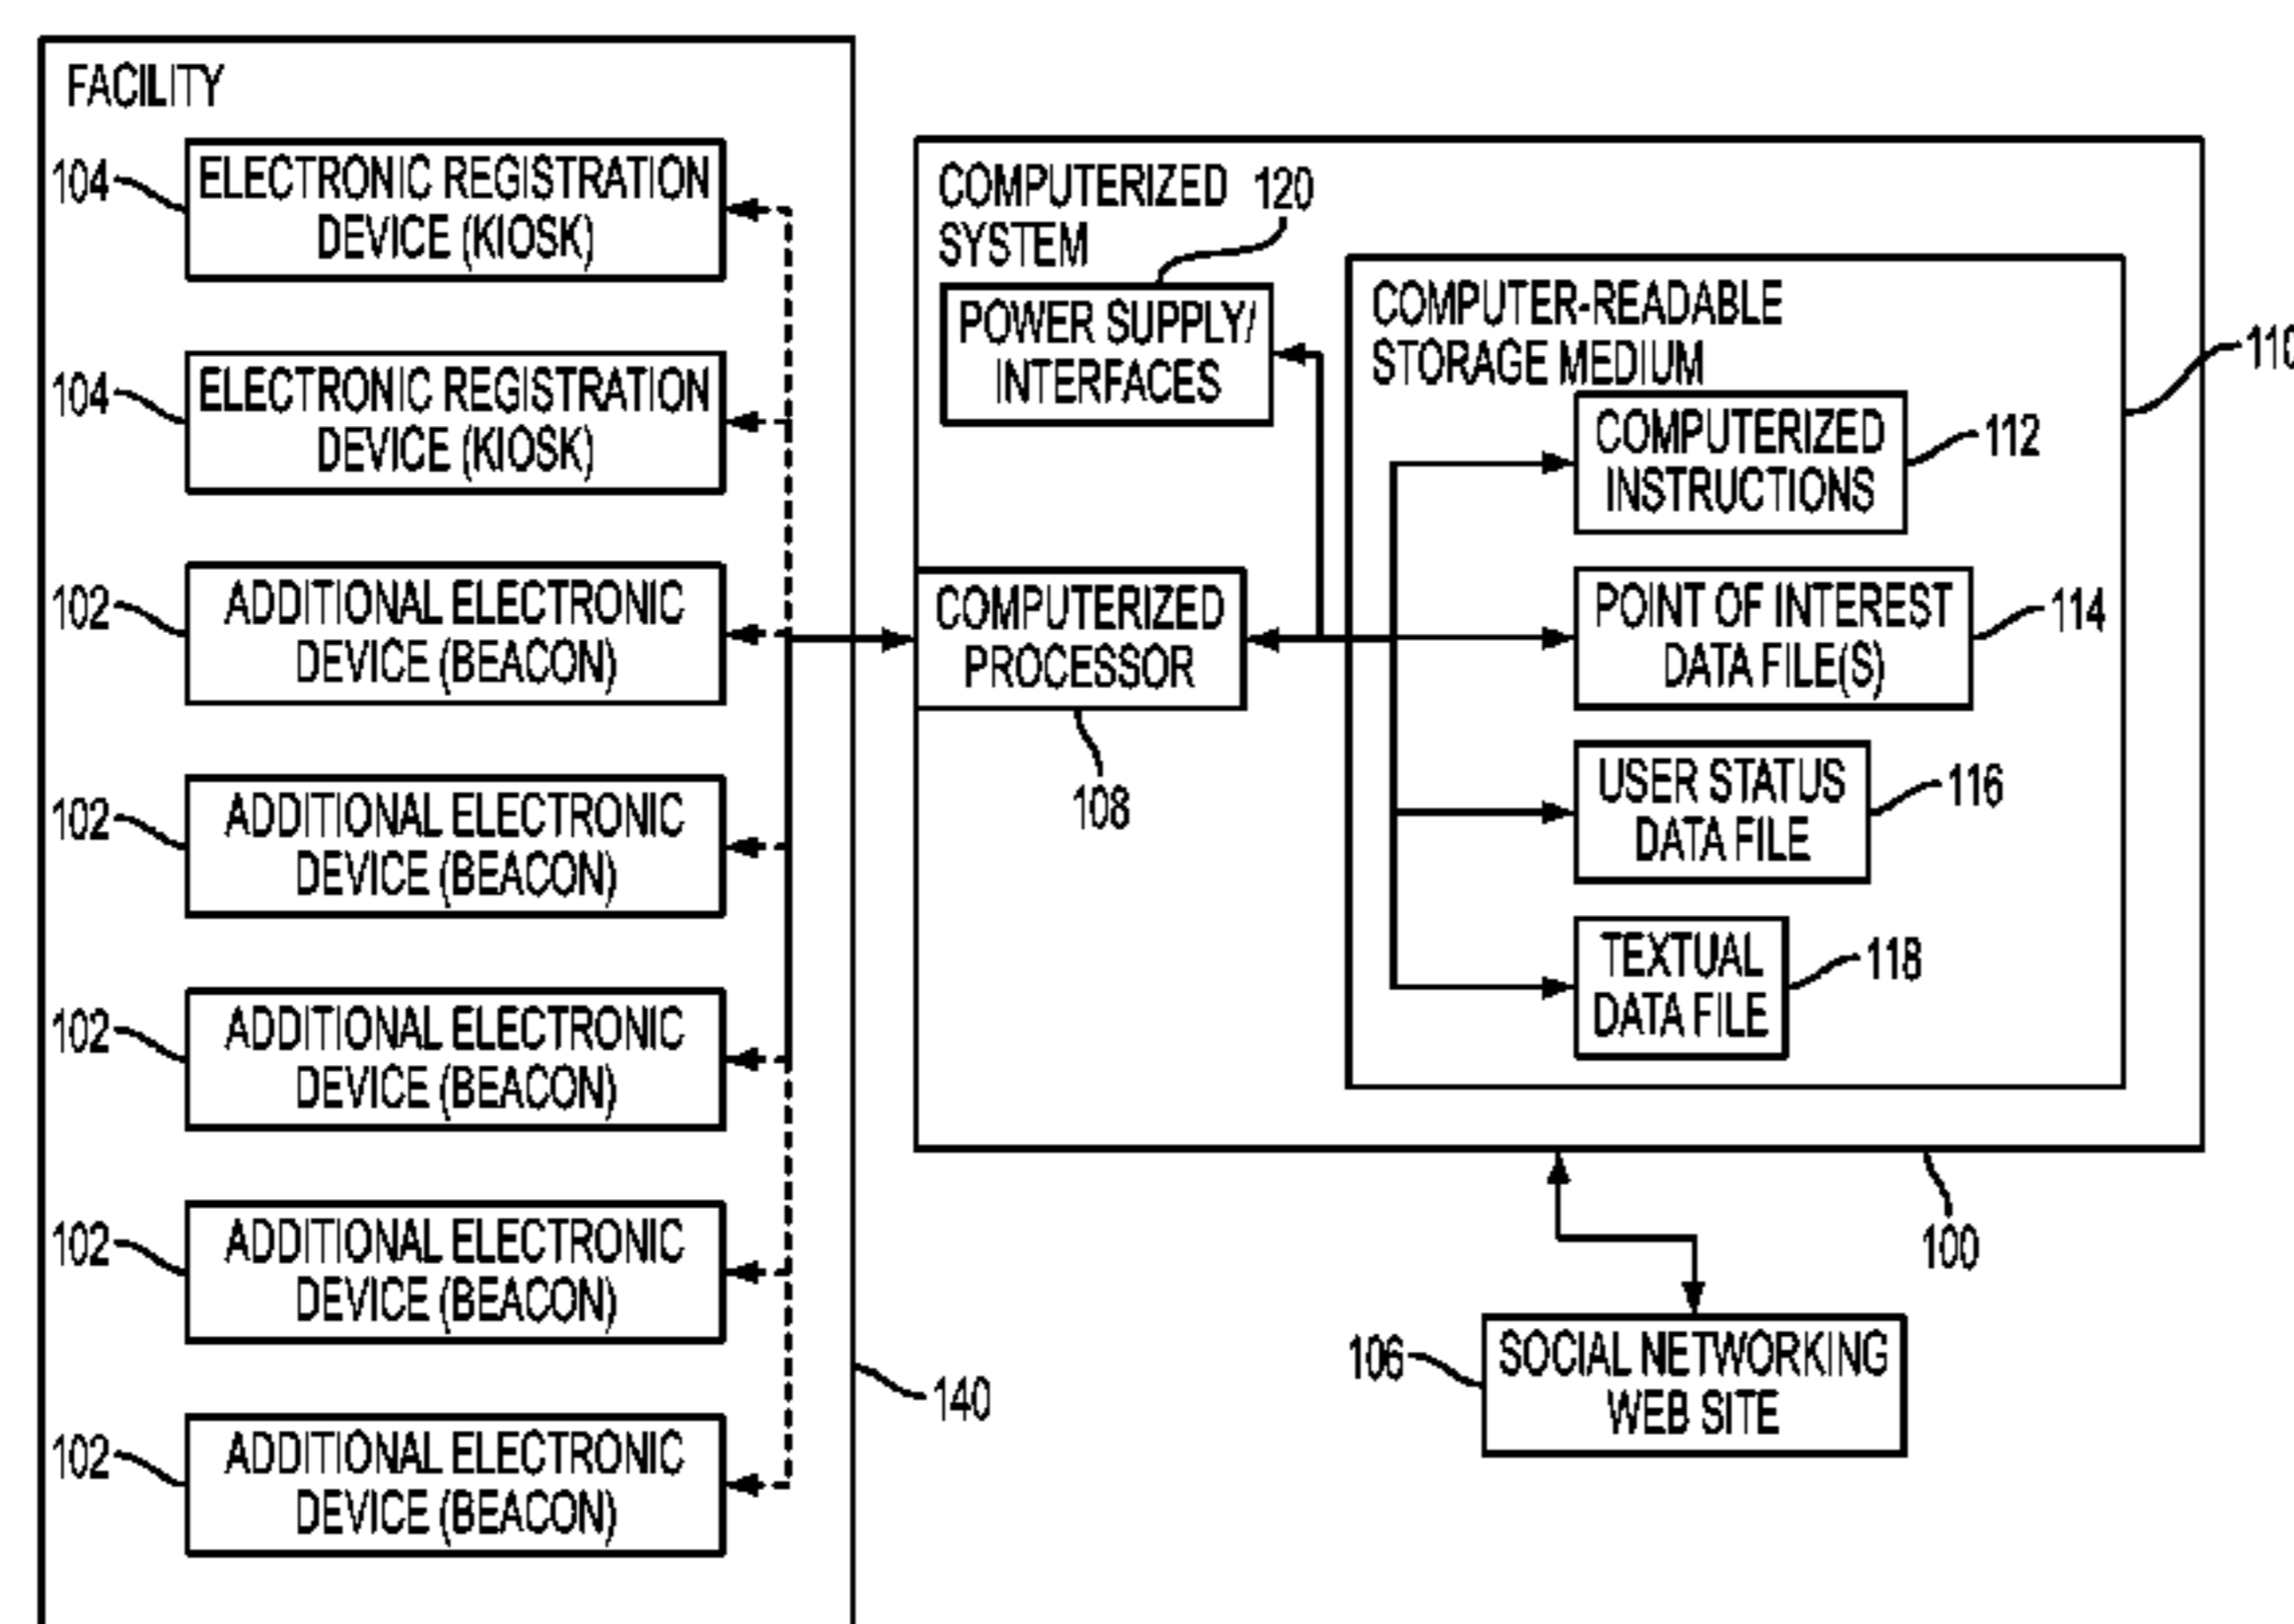 FACILITY
104
ELECTRONIC REGISTRATION
DEVICE (KIOSK)
104
ELECTRONIC REGISTRATION
DEVICE (KIOSK)
102
ADDITIONAL ELECTRONIC
DEVICE (BEACON)
102
ADDITIONAL ELECTRONIC
DEVICE (BEACON)
102
ADDITIONAL ELECTRONIC
DEVICE (BEACON)
102
ADDITIONAL ELECTRONIC
DEVICE (BEACON)
102
ADDITIONAL ELECTRONIC
DEVICE (BEACON)
140
COMPUTERIZED
SYSTEM
120
POWER SUPPLY/
INTERFACES
COMPUTERIZED
PROCESSOR
108
COMPUTER-READABLE
STORAGE MEDIUM
110
COMPUTERIZED
INSTRUCTIONS
112
POINT OF INTEREST
DATA FILE(S)
114
USER STATUS
DATA FILE
116
TEXTUAL
DATA FILE
118
100
106
SOCIAL NETWORKING
WEB SITE